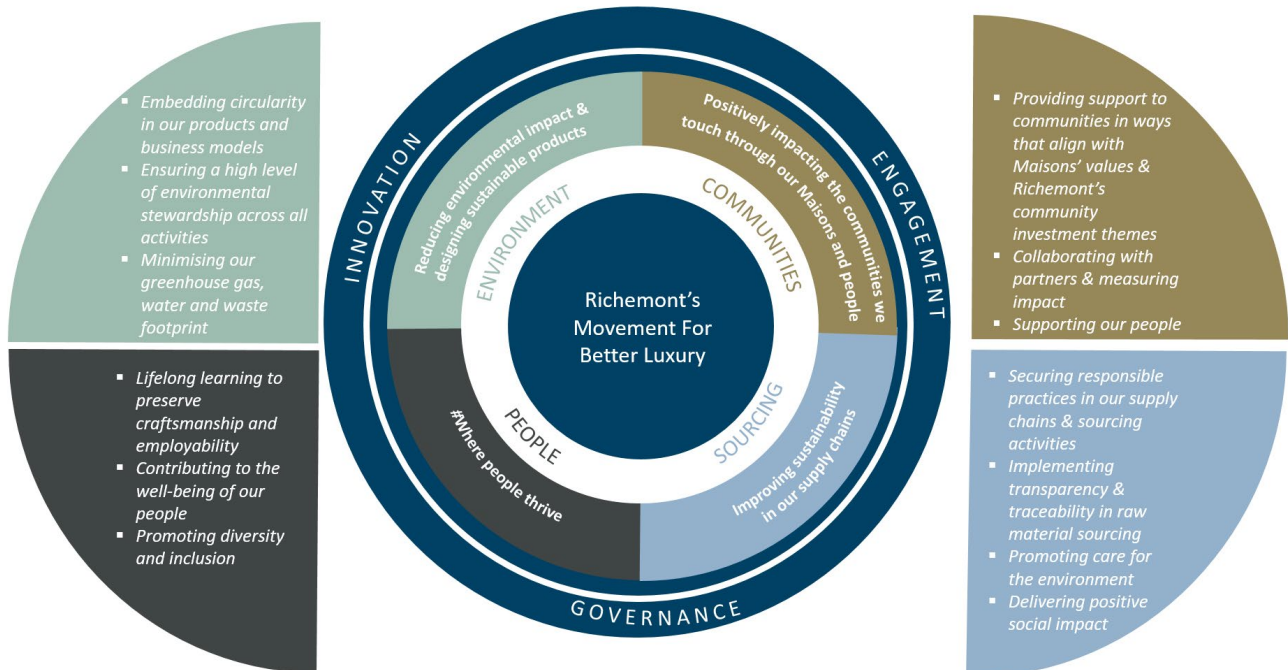 Embedding circularity
in our products and
business models
Ensuring a high level
of environmental
stewardship across all
activities
Minimising our
greenhouse gas,
water and waste
footprint
Lifelong learning to
preserve
craftsmanship and
employability
Contributing to the
well-being of our
people
Promoting diversity
and inclusion
INNOVATION
ENGAGEMENT
GOVERNANCE
Reducing environmental impact &
designing sustainable products
ENVIRONMENT
Positively impacting the communities we
touch through our Maisons and people
COMMUNITIES
Richemont's
Movement For
Better Luxury
PEOPLE
#Where people thrive
SOURCING
Improving sustainability
in our supply chains
Providing support to
communities in ways
that align with
Maisons' values &
Richemont's
community
investment themes
Collaborating with
partners & measuring
impact
Supporting our people
Securing responsible
practices in our supply
chains & sourcing
activities
Implementing
transparency &
traceability in raw
material sourcing
Promoting care for
the environment
Delivering positive
social impact